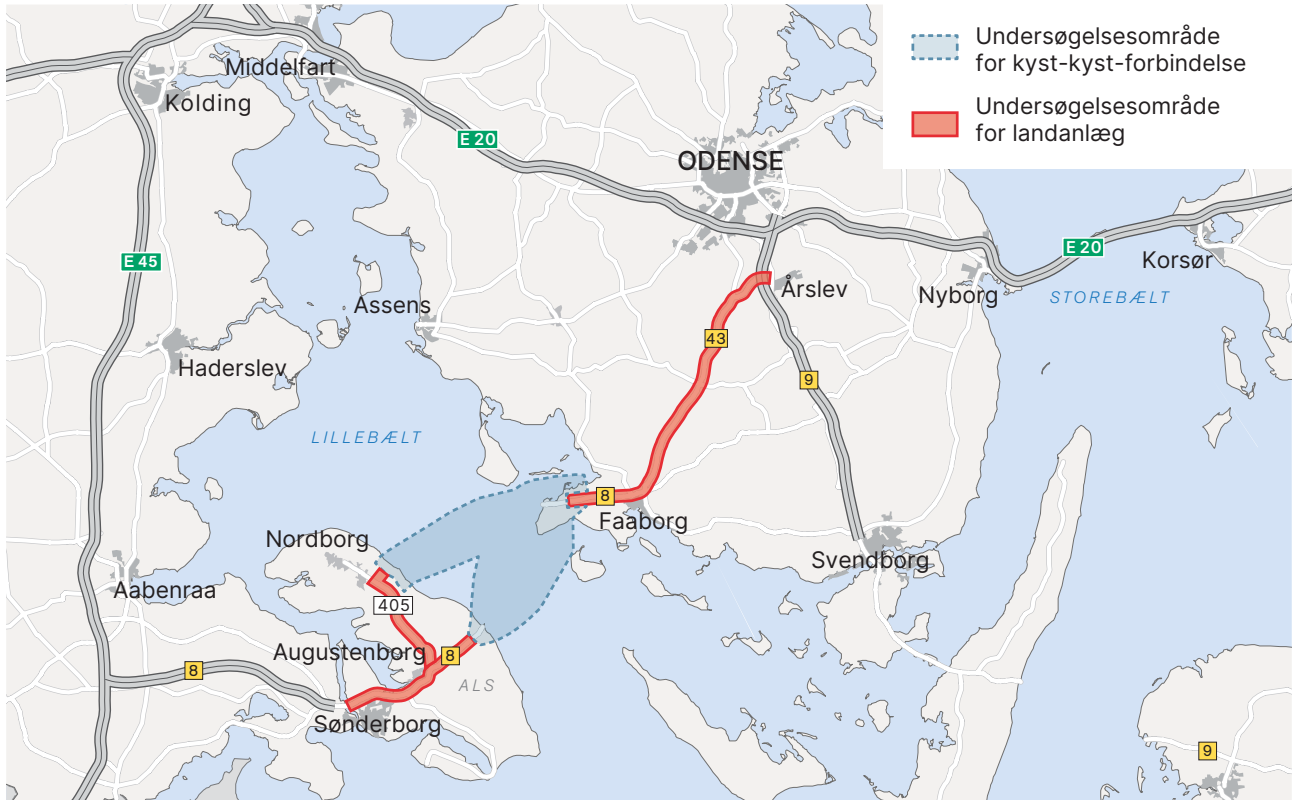 Undersøgelsesområde
for kyst-kyst-forbindelse
Undersøgelsesområde
for landanlæg
Middelfart
Kolding
E 20
ODENSE
E 45
E 20
Korsør
Årslev
Nyborg
STOREBÆLT
Assens
43
Haderslev
9
LILLEBÆLT
8
Faaborg
Nordborg
Svendborg
Aabenraa
405
Augustenborg
8
8
ALS
Sønderborg
9